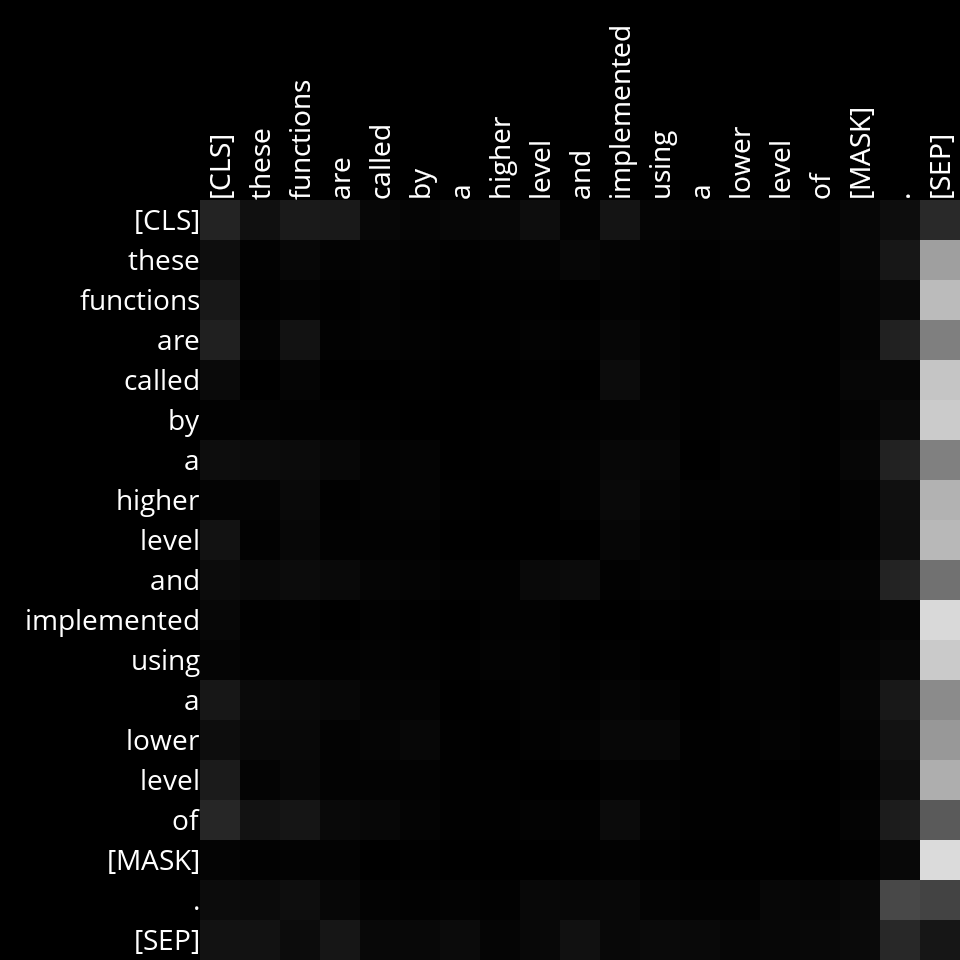 [CLS] these functions are called by a higher level and implemented using a lower level of [MASK] . [SEP]
[CLS]
these
functions
are
called
by
a
higher
level
and
implemented
using
a
lower
level
of
[MASK]
.
[SEP]